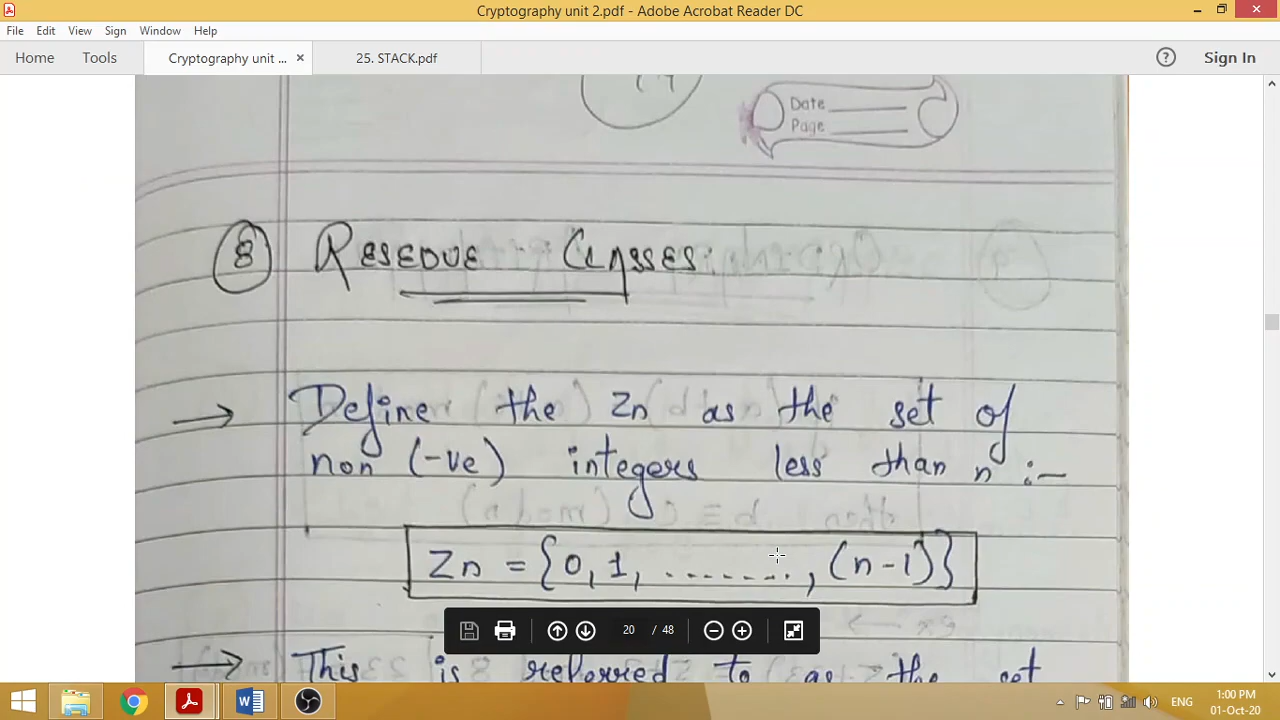 Cryptography unit 2.pdf - Adobe Acrobat Reader DC
File Edit View Sign Window Help
Home Tools Cryptography unit ... × 25. STACK.pdf ? Sign In
Date
Page
8 RESEDUE CLASSES:
→ Define the Zn as the set of
non (-ve) integers less than n :-
Zn = {0, 1, ........, (n-1)}
20 / 48
→ This is referred to as the set
ENG
1:00 PM
01-Oct-20